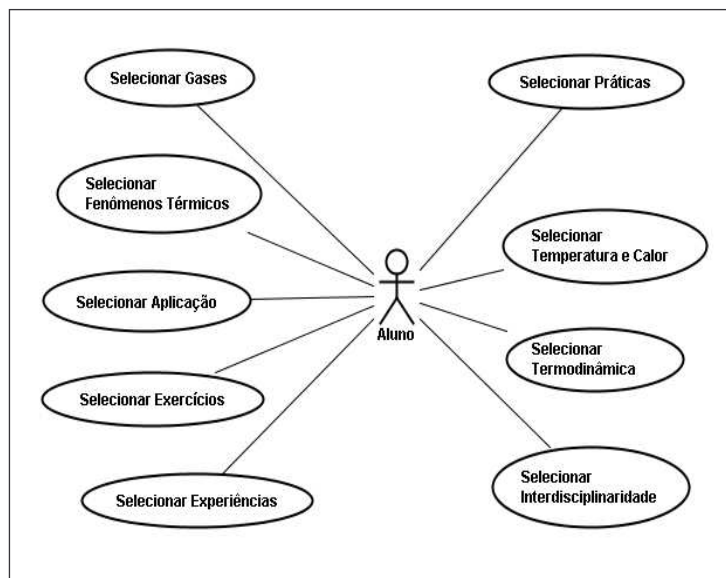 Selecionar Gases
Selecionar Práticas
Selecionar
Fenômenos Térmicos
Selecionar
Temperatura e Calor
Selecionar Aplicação
Aluno
Selecionar
Termodinâmica
Selecionar Exercícios
Selecionar
Interdisciplinaridade
Selecionar Experiências